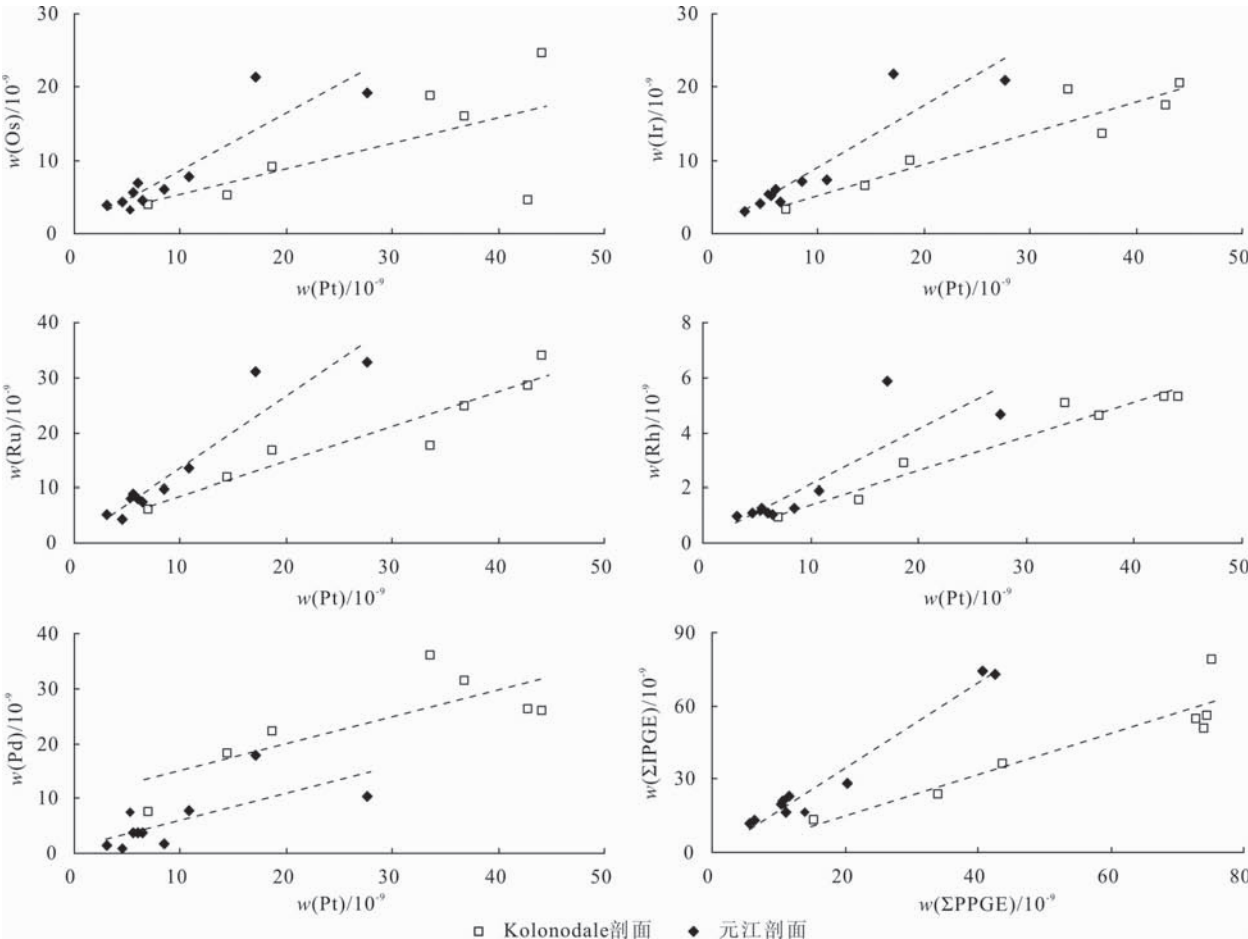 30
20
10
0
w(Os)/10⁻⁹
0 10 20 30 40 50
w(Pt)/10⁻⁹
30
20
10
0
w(Ir)/10⁻⁹
0 10 20 30 40 50
w(Pt)/10⁻⁹
40
30
20
10
0
w(Ru)/10⁻⁹
0 10 20 30 40 50
w(Pt)/10⁻⁹
8
6
4
2
0
w(Rh)/10⁻⁹
0 10 20 30 40 50
w(Pt)/10⁻⁹
40
30
20
10
0
w(Pd)/10⁻⁹
0 10 20 30 40 50
w(Pt)/10⁻⁹
90
60
30
0
w(ΣIPGE)/10⁻⁹
0 20 40 60 80
w(ΣPPGE)/10⁻⁹
Kolonodale剖面 元江剖面